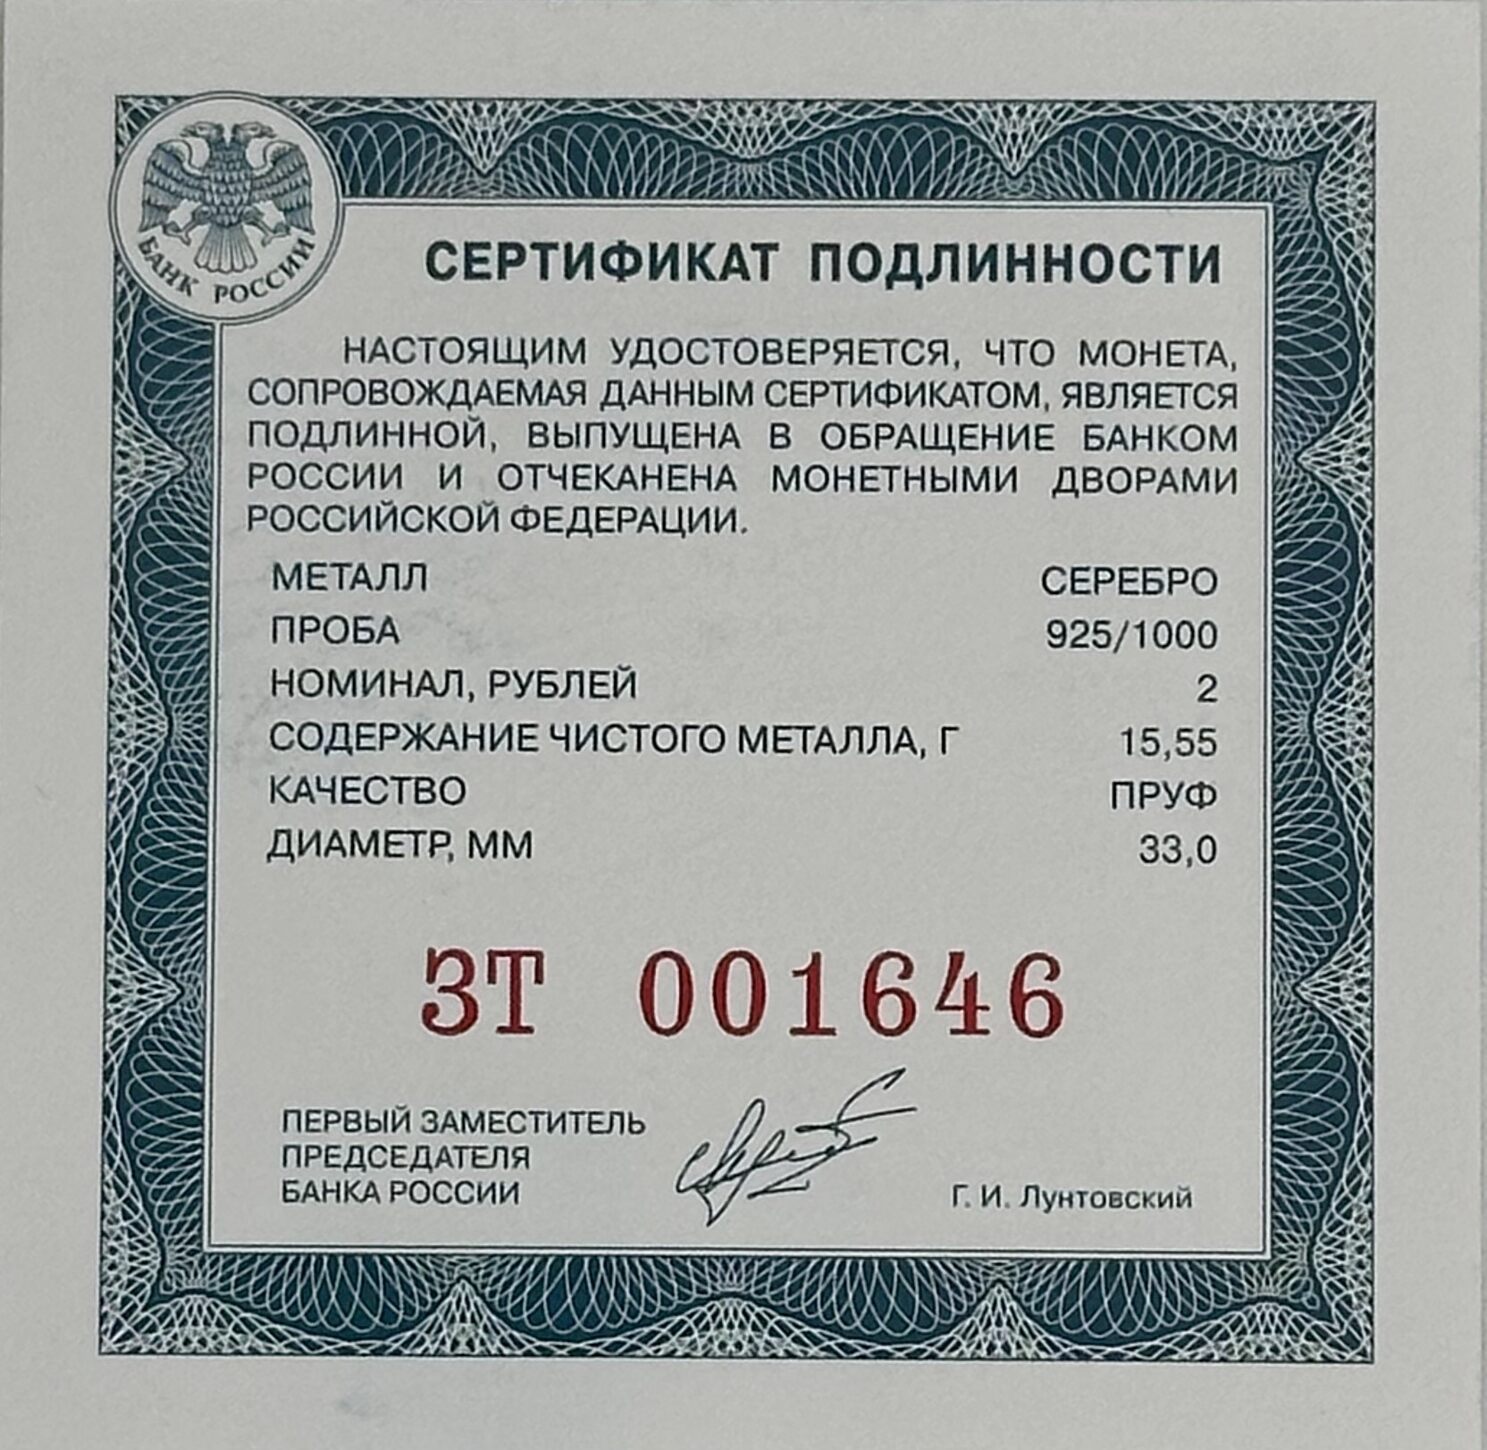 БАНК РОССИИ
СЕРТИФИКАТ ПОДЛИННОСТИ
НАСТОЯЩИМ УДОСТОВЕРЯЕТСЯ, ЧТО МОНЕТА,
СОПРОВОЖДАЕМАЯ ДАННЫМ СЕРТИФИКАТОМ, ЯВЛЯЕТСЯ
ПОДЛИННОЙ, ВЫПУЩЕНА В ОБРАЩЕНИЕ БАНКОМ
РОССИИ И ОТЧЕКАНЕНА МОНЕТНЫМИ ДВОРАМИ
РОССИЙСКОЙ ФЕДЕРАЦИИ.
МЕТАЛЛ СЕРЕБРО
ПРОБА 925/1000
НОМИНАЛ, РУБЛЕЙ 2
СОДЕРЖАНИЕ ЧИСТОГО МЕТАЛЛА, Г 15,55
КАЧЕСТВО ПРУФ
ДИАМЕТР, ММ 33,0
ЗТ 001646
ПЕРВЫЙ ЗАМЕСТИТЕЛЬ
ПРЕДСЕДАТЕЛЯ
БАНКА РОССИИ Г. И. Лунтовский